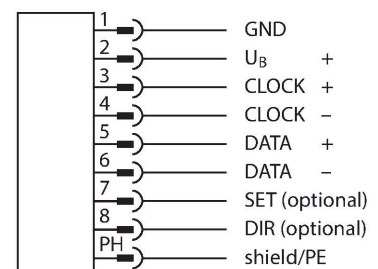 1 GND
2 U_B +
3 CLOCK +
4 CLOCK –
5 DATA +
6 DATA –
7 SET (optional)
8 DIR (optional)
PH shield/PE